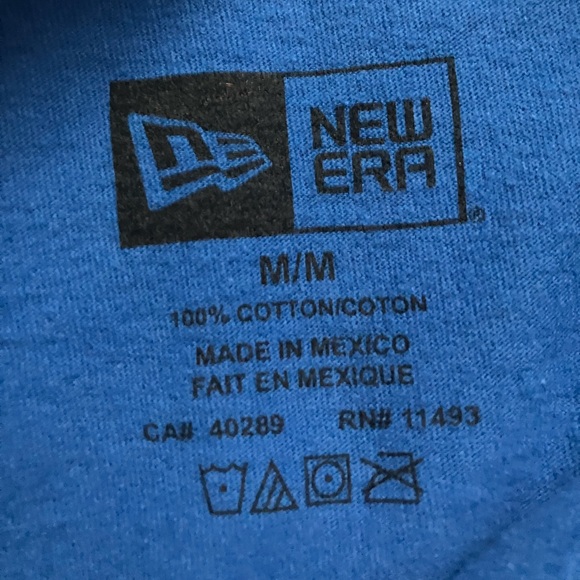 NEW
ERA
®
M/M
100% COTTON/COTON
MADE IN MEXICO
FAIT EN MEXIQUE
CA# 40289 RN# 11493